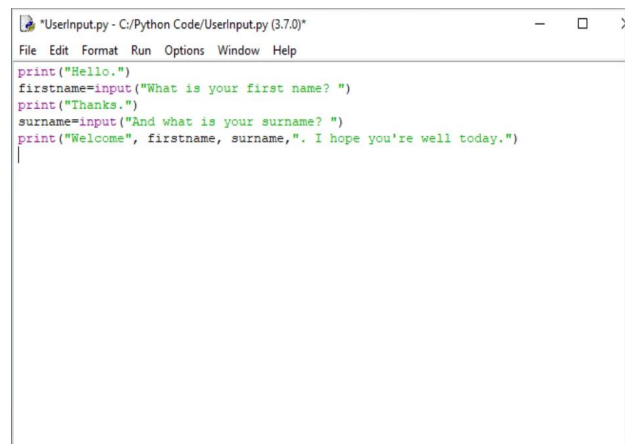 *UserInput.py - C:/Python Code/UserInput.py (3.7.0)*
File Edit Format Run Options Window Help
print("Hello.")
firstname=input("What is your first name? ")
print("Thanks.")
surname=input("And what is your surname? ")
print("Welcome", firstname, surname,". I hope you're well today.")